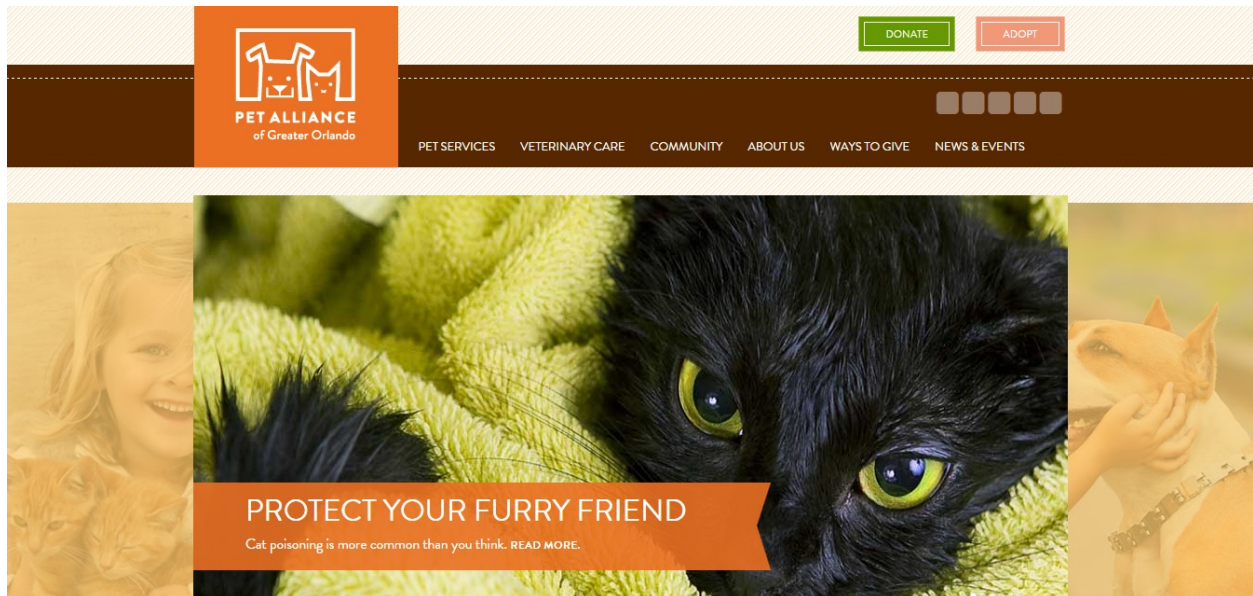 DONATE
ADOPT
PET ALLIANCE
of Greater Orlando
PET SERVICES VETERINARY CARE COMMUNITY ABOUT US WAYS TO GIVE NEWS & EVENTS
PROTECT YOUR FURRY FRIEND
Cat poisoning is more common than you think. READ MORE.